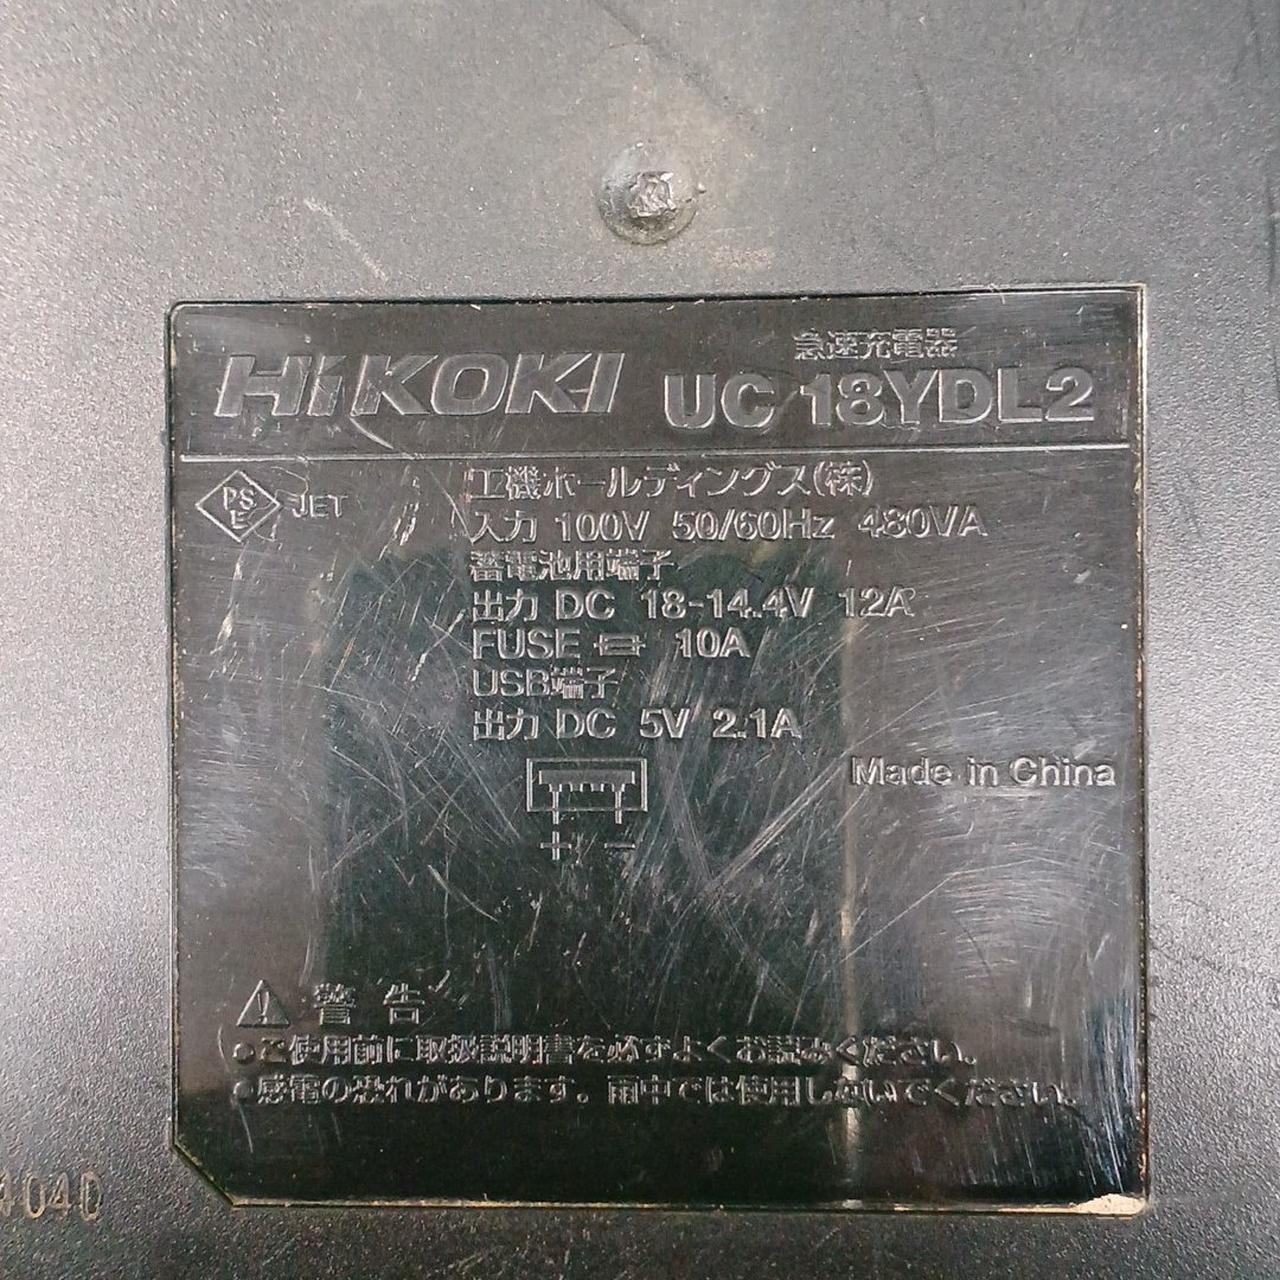 HiKOKI
急速充電器
UC 18YDL2
PSE JET
工機ホールディングス(株)
入力 100V 50/60Hz 480VA
蓄電池用端子
出力 DC 18-14.4V 12A
FUSE 10A
USB端子
出力 DC 5V 2.1A
Made in China
+ -
警告
●ご使用前に取扱説明書を必ずよくお読みください。
●感電の恐れがあります。雨中では使用しないでください。
404D